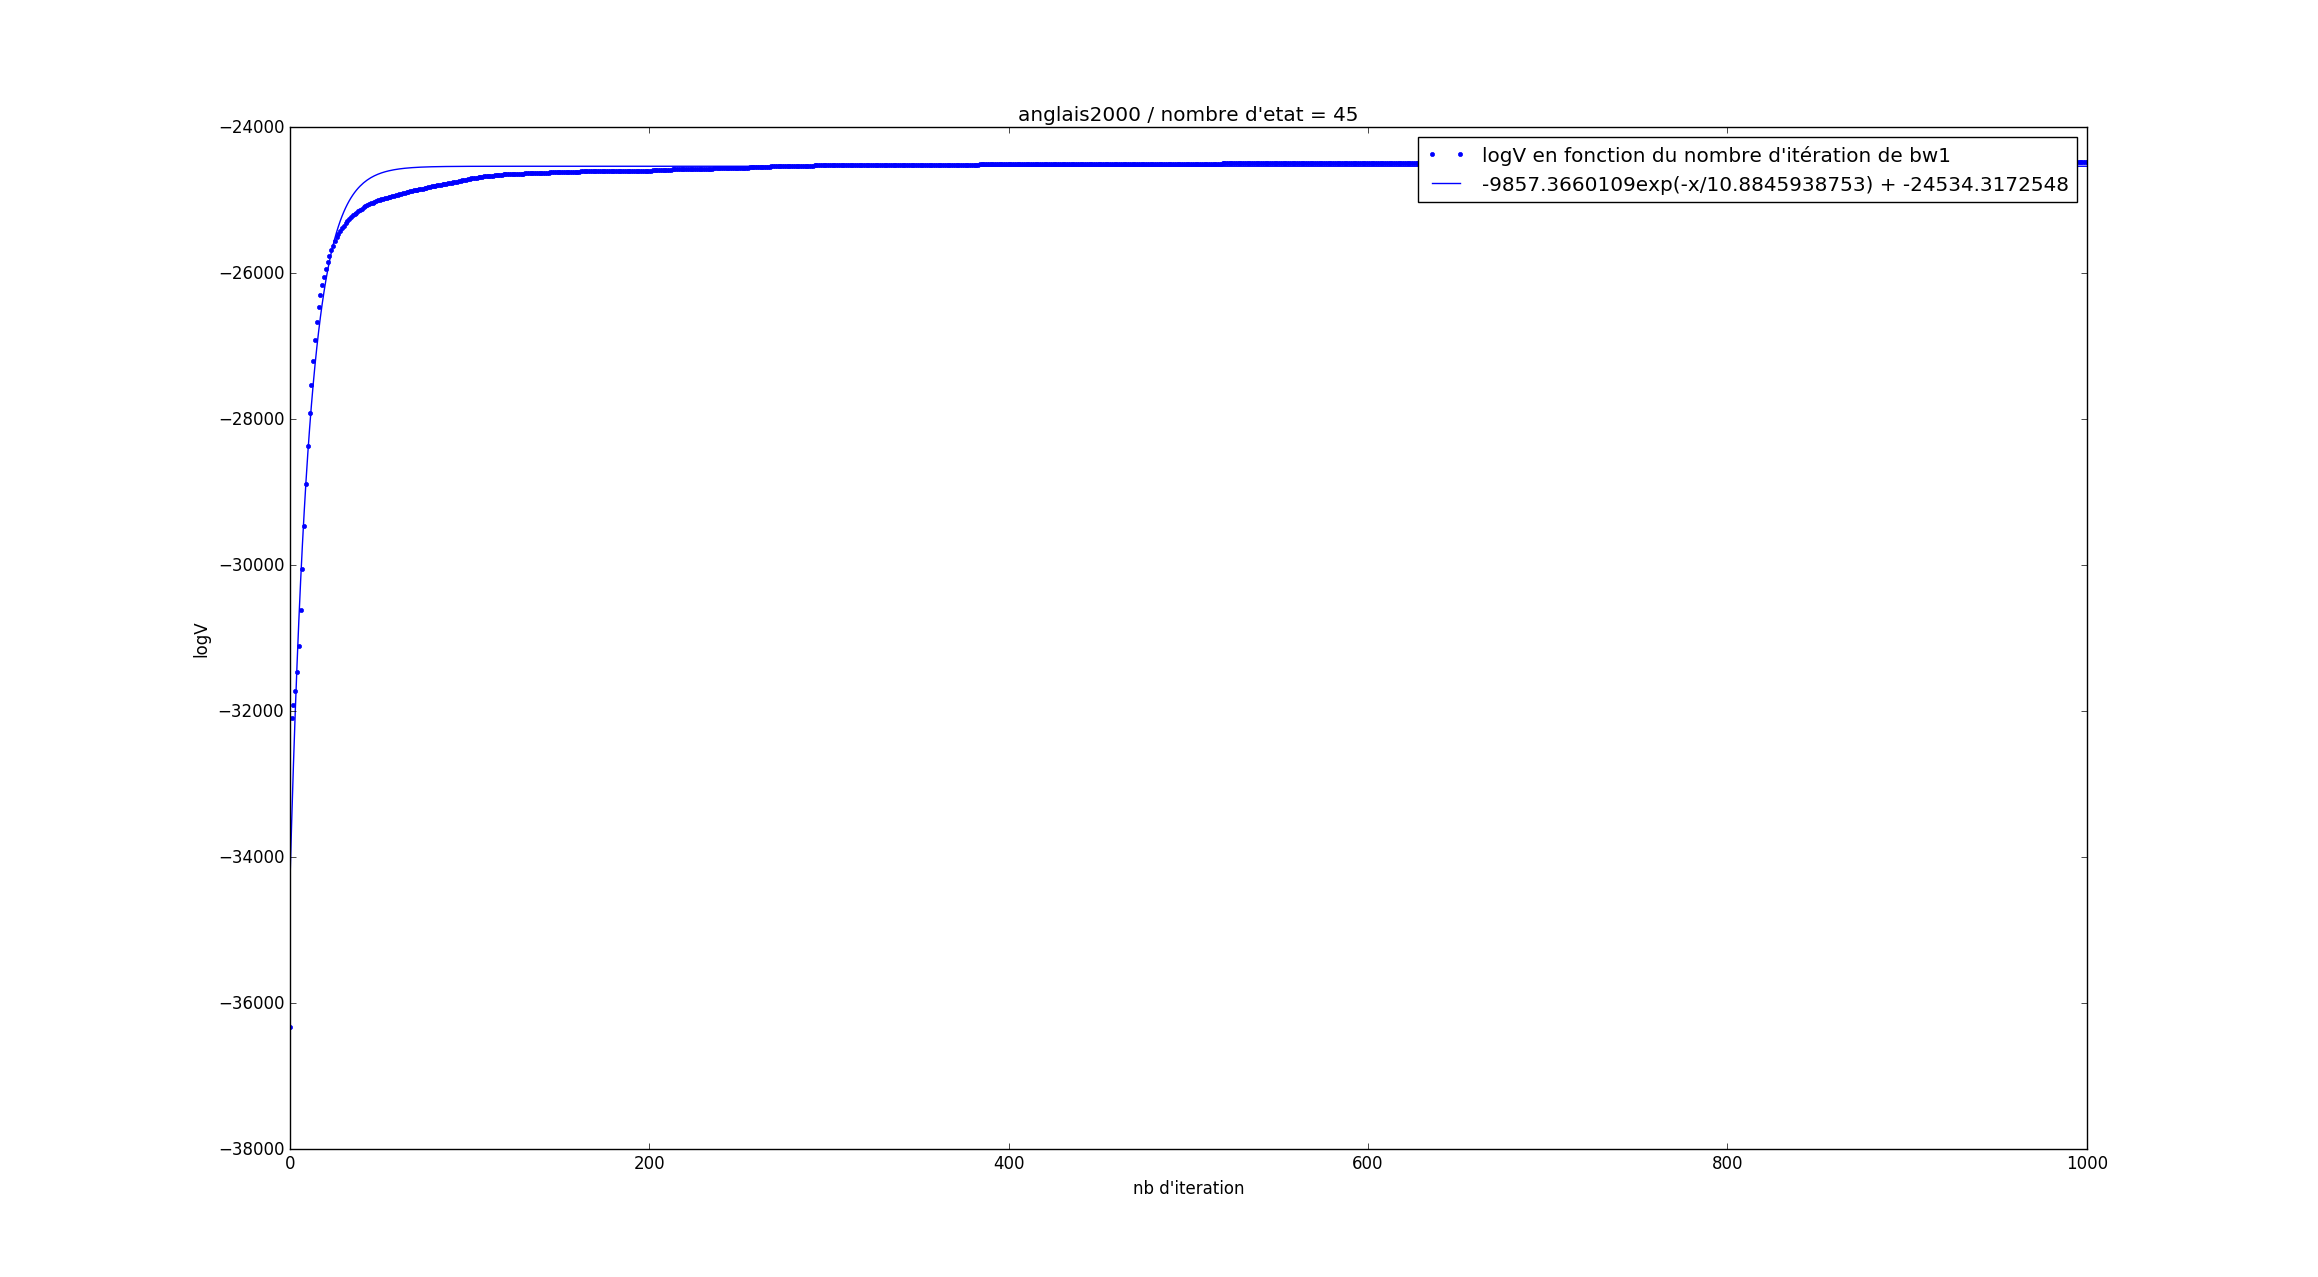 anglais2000 / nombre d'etat = 45
−24000
logV en fonction du nombre d'itération de bw1
-9857.3660109exp(-x/10.8845938753) + -24534.3172548
−26000
−28000
−30000
logV
−32000
−34000
−36000
−38000
0 200 400 600 800 1000
nb d'iteration